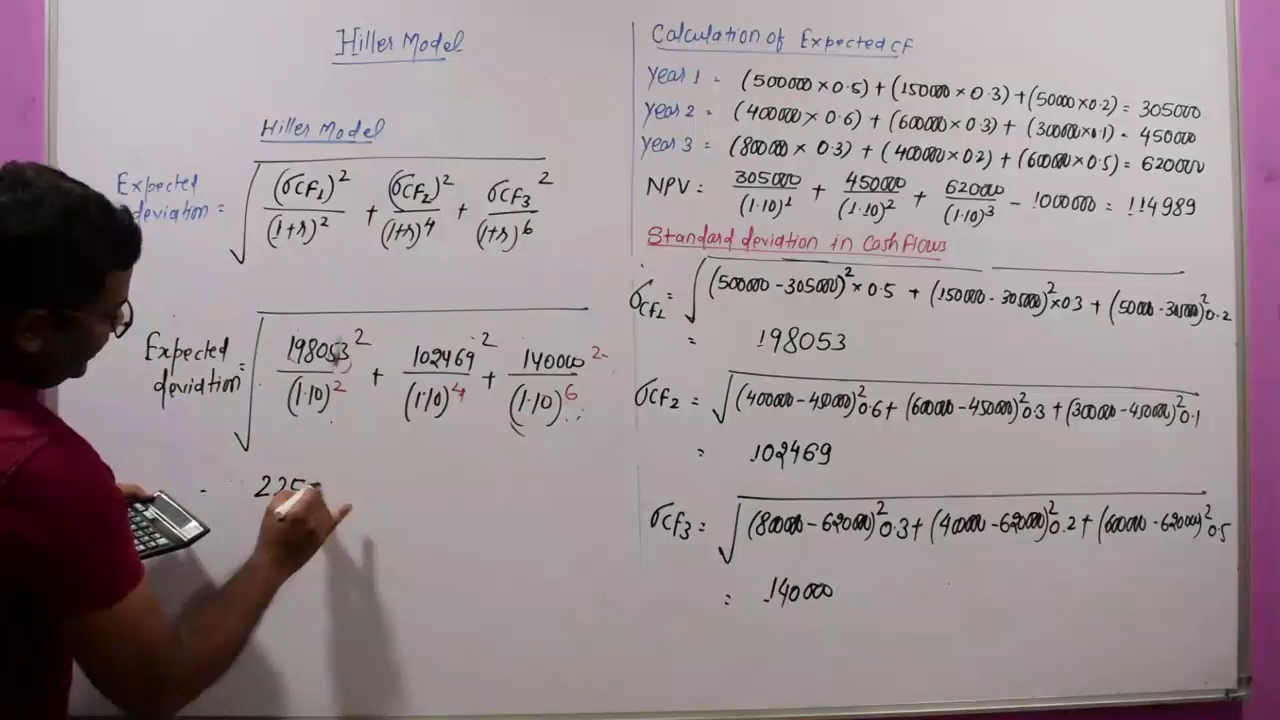 Hiller Model
Hiller Model
Expected deviation = √ (σCF₁)²/(1+r)² + (σCF₂)²/(1+r)⁴ + σCF₃²/(1+r)⁶
Expected deviation = √ 198053²/(1.10)² + 102469²/(1.10)⁴ + 140000²/(1.10)⁶
225
Calculation of Expected CF
Year 1 = (500000 × 0.5) + (150000 × 0.3) + (50000 × 0.2) = 305000
Year 2 = (400000 × 0.6) + (600000 × 0.3) + (300000 × 0.1) = 450000
Year 3 = (800000 × 0.3) + (400000 × 0.2) + (600000 × 0.5) = 620000
NPV = 305000/(1.10)¹ + 450000/(1.10)² + 620000/(1.10)³ - 1000000 = 114989
Standard deviation in Cash flows
σCF₁ = √ (500000 - 305000)² × 0.5 + (150000 - 305000)² × 0.3 + (50000 - 305000)² 0.2
= 198053
σCF₂ = √ (400000 - 450000)² 0.6 + (600000 - 450000)² 0.3 + (300000 - 450000)² 0.1
= 102469
σCF₃ = √ (800000 - 620000)² 0.3 + (400000 - 620000)² 0.2 + (600000 - 620000)² 0.5
= 140000